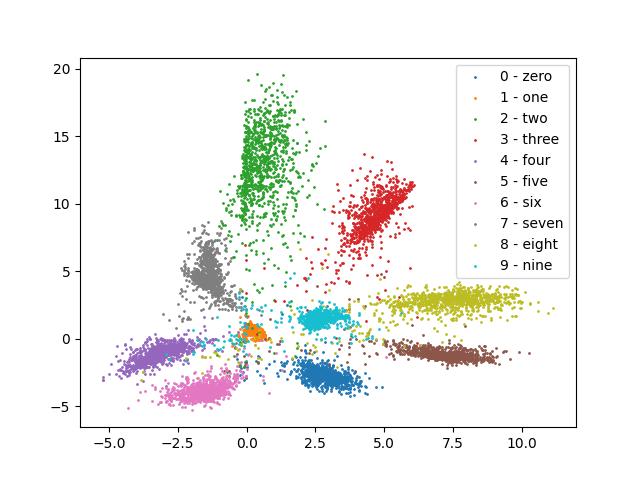 20
15
10
5
0
−5
−5.0
−2.5
0.0
2.5
5.0
7.5
10.0
0 - zero
1 - one
2 - two
3 - three
4 - four
5 - five
6 - six
7 - seven
8 - eight
9 - nine